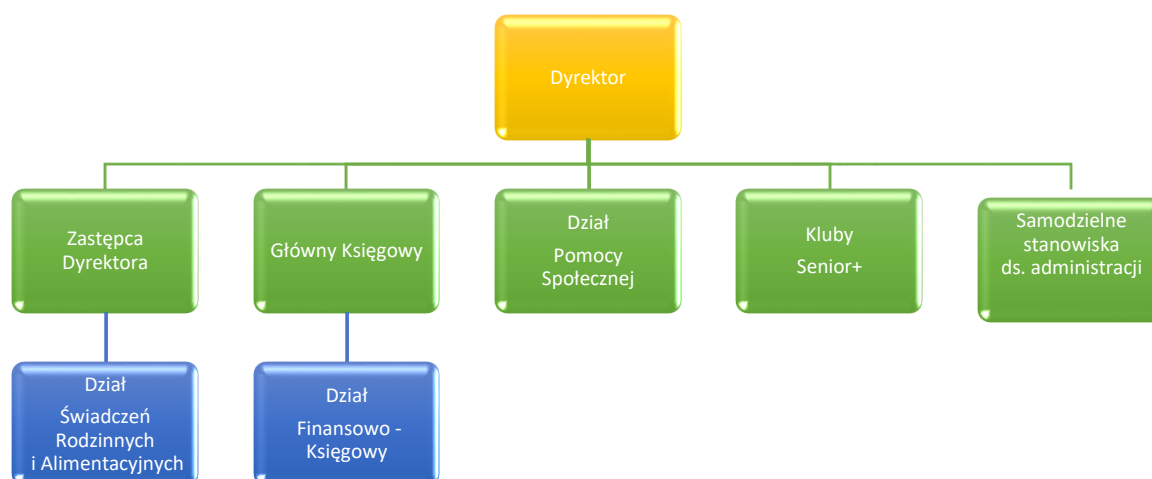 Dyrektor
Zastępca
Dyrektora
Główny Księgowy
Dział
Pomocy
Społecznej
Kluby
Senior+
Samodzielne
stanowiska
ds. administracji
Dział
Świadczeń
Rodzinnych
i Alimentacyjnych
Dział
Finansowo -
Księgowy